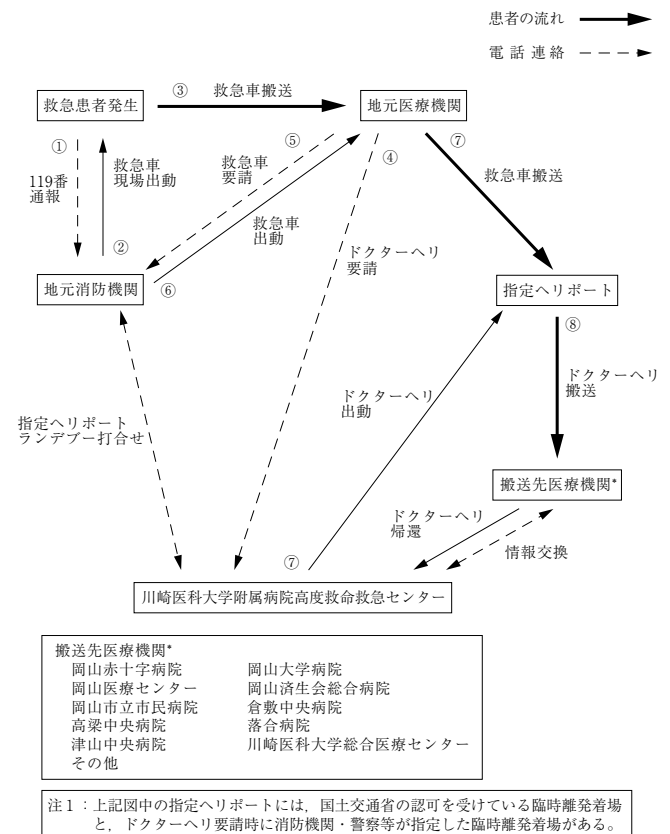 患者の流れ
電話連絡
③ 救急車搬送
救急患者発生
地元医療機関
①
119番
通報
救急車
現場出動
②
⑤
救急車
要請
④
救急車
出動
⑦
救急車搬送
ドクターヘリ
要請
地元消防機関
⑥
指定ヘリポート
⑧
ドクターヘリ
搬送
ドクターヘリ
出動
指定ヘリポート
ランデブー打合せ
搬送先医療機関*
ドクターヘリ
帰還
情報交換
⑦
川崎医科大学附属病院高度救命救急センター
搬送先医療機関*
岡山赤十字病院 岡山大学病院
岡山医療センター 岡山済生会総合病院
岡山市立市民病院 倉敷中央病院
高梁中央病院 落合病院
津山中央病院 川崎医科大学総合医療センター
その他
注1：上記図中の指定ヘリポートには，国土交通省の認可を受けている臨時離発着場
と，ドクターヘリ要請時に消防機関・警察等が指定した臨時離発着場がある。